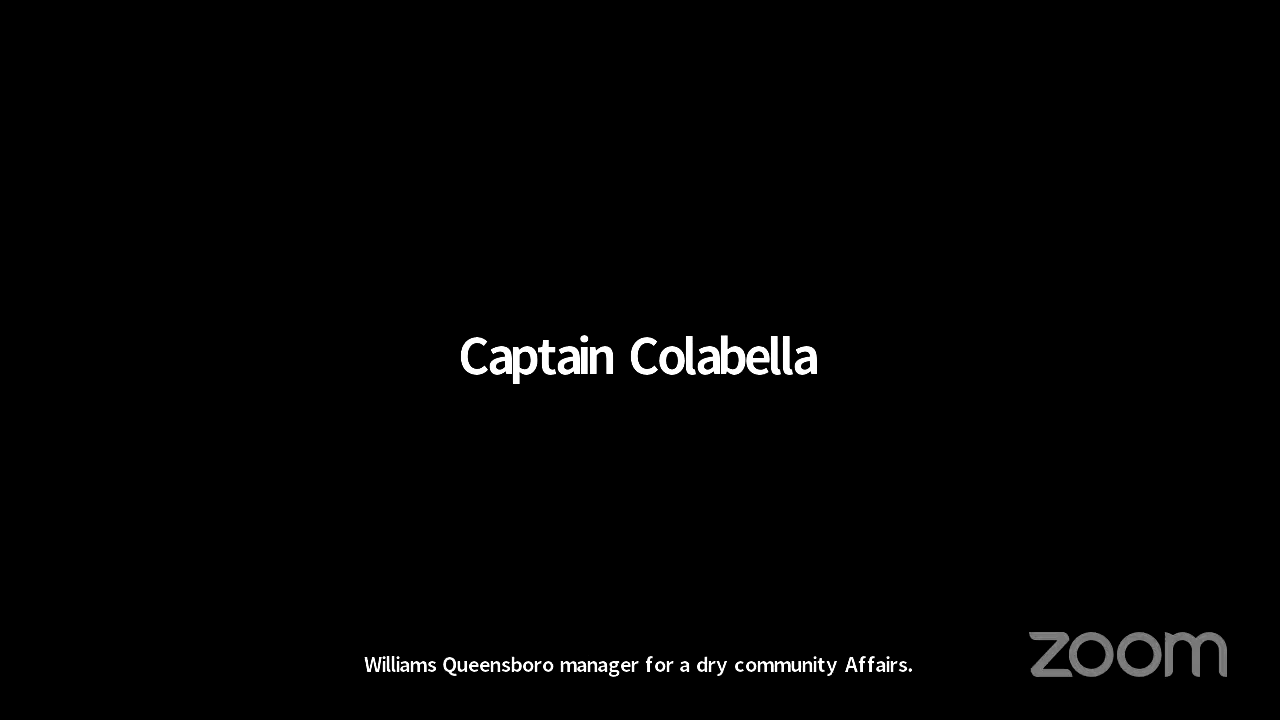 Captain Colabella
Williams Queensboro manager for a dry community Affairs.
zoom